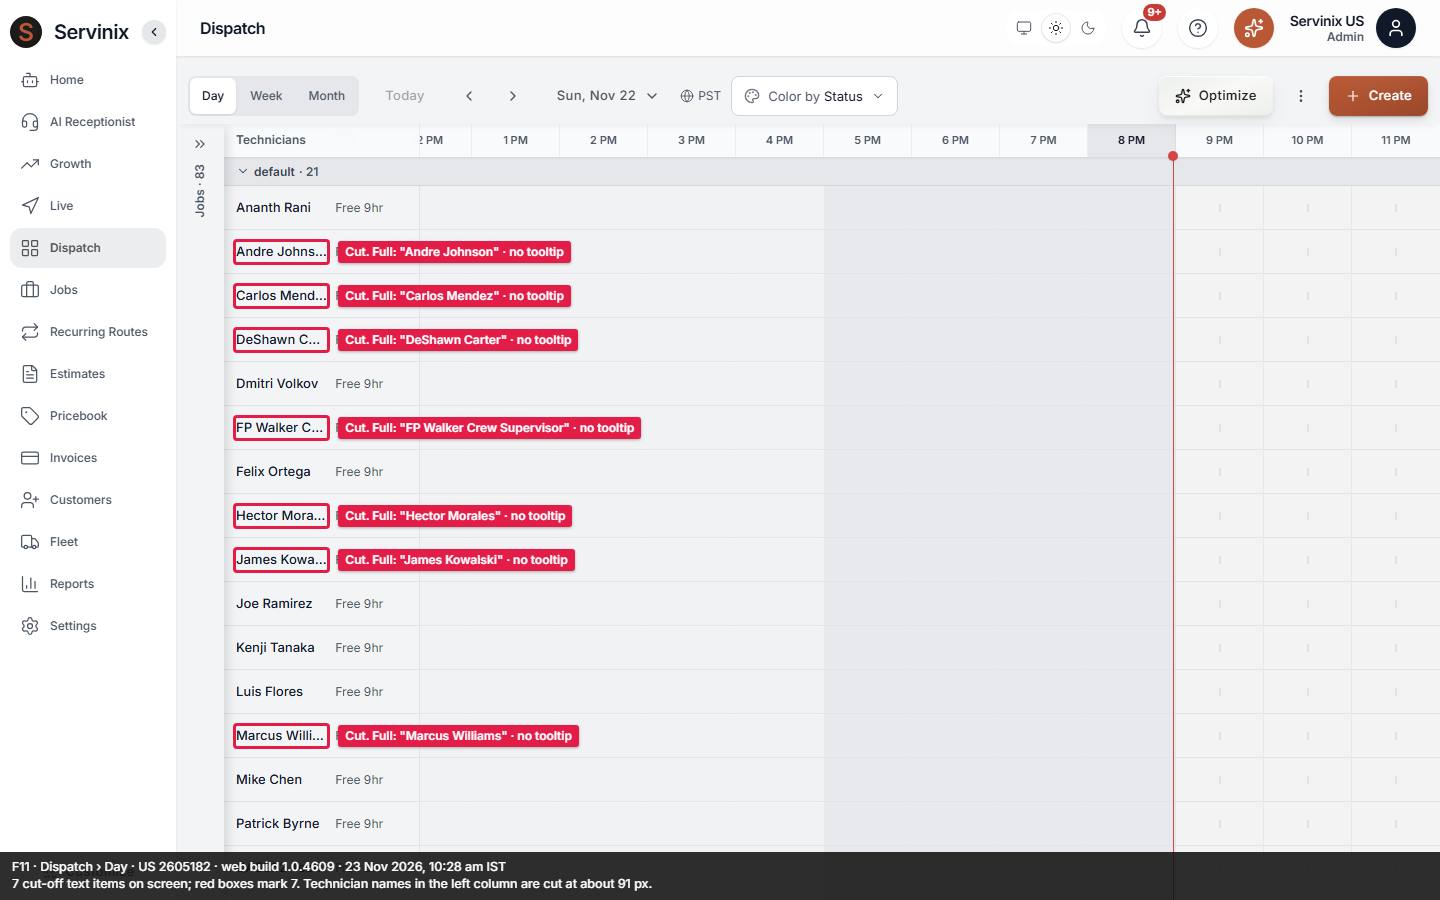 S Servinix
Dispatch
9+
Servinix US
Admin
Home
AI Receptionist
Growth
Live
Dispatch
Jobs
Recurring Routes
Estimates
Pricebook
Invoices
Customers
Fleet
Reports
Settings
Day Week Month Today Sun, Nov 22 PST Color by Status Optimize Create
Jobs · 83
Technicians 2 PM 1 PM 2 PM 3 PM 4 PM 5 PM 6 PM 7 PM 8 PM 9 PM 10 PM 11 PM
default · 21
Ananth Rani Free 9hr
Andre Johns... Cut. Full: "Andre Johnson" · no tooltip
Carlos Mend... Cut. Full: "Carlos Mendez" · no tooltip
DeShawn C... Cut. Full: "DeShawn Carter" · no tooltip
Dmitri Volkov Free 9hr
FP Walker C... Cut. Full: "FP Walker Crew Supervisor" · no tooltip
Felix Ortega Free 9hr
Hector Mora... Cut. Full: "Hector Morales" · no tooltip
James Kowa... Cut. Full: "James Kowalski" · no tooltip
Joe Ramirez Free 9hr
Kenji Tanaka Free 9hr
Luis Flores Free 9hr
Marcus Willi... Cut. Full: "Marcus Williams" · no tooltip
Mike Chen Free 9hr
Patrick Byrne Free 9hr
F11 · Dispatch › Day · US 2605182 · web build 1.0.4609 · 23 Nov 2026, 10:28 am IST
7 cut-off text items on screen; red boxes mark 7. Technician names in the left column are cut at about 91 px.